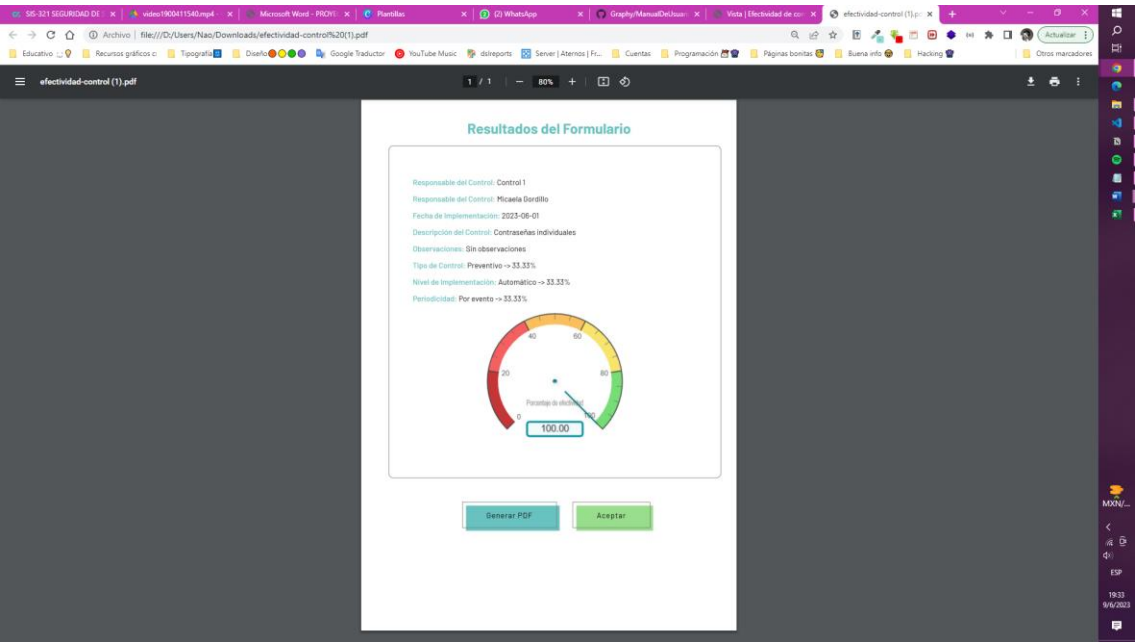 SIS-321 SEGURIDAD DE
video1900411540.mp4 -
Microsoft Word - PROYE
Plantillas
(2) WhatsApp
Graphy/ManualDeUsuar
Vista | Efectividad de con
efectividad-control (1).pd
Archivo | file:///D:/Users/Nao/Downloads/efectividad-control%20(1).pdf
Actualizar
Educativo
Recursos gráficos
Tipografía
Diseño
Google Traductor
YouTube Music
dslreports
Server | Aternos | Fr...
Cuentas
Programación
Páginas bonitas
Buena info
Hacking
Otros marcadores
efectividad-control (1).pdf
1 / 1
80%
Resultados del Formulario
Responsable del Control: Control 1
Responsable del Control: Micaela Gordillo
Fecha de Implementación: 2023-06-01
Descripción del Control: Contraseñas individuales
Observaciones: Sin observaciones
Tipo de Control: Preventivo -> 33.33%
Nivel de Implementación: Automático -> 33.33%
Periodicidad: Por evento -> 33.33%
40 60
20 80
Porcentaje de efectividad
0 100
100.00
Generar PDF
Aceptar
MXN/...
ESP
19:33
9/6/2023